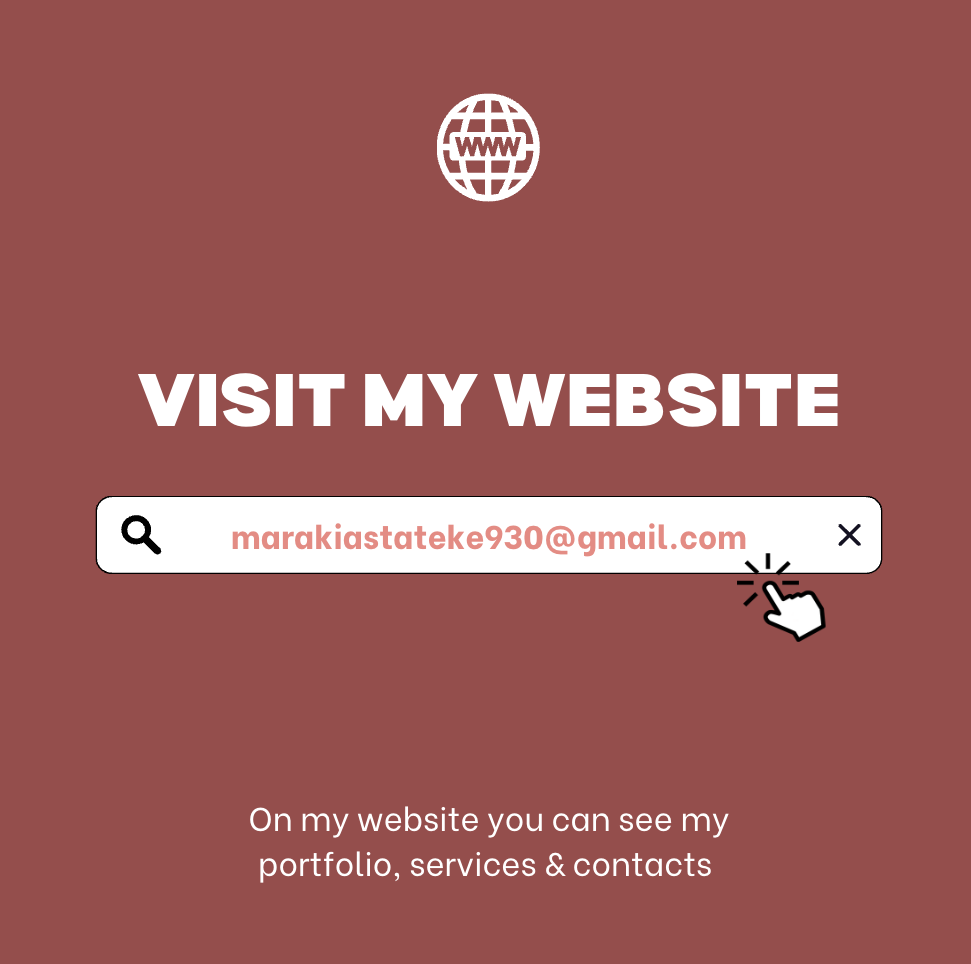 WWW
VISIT MY WEBSITE
marakiastateke930@gmail.com
On my website you can see my
portfolio, services & contacts